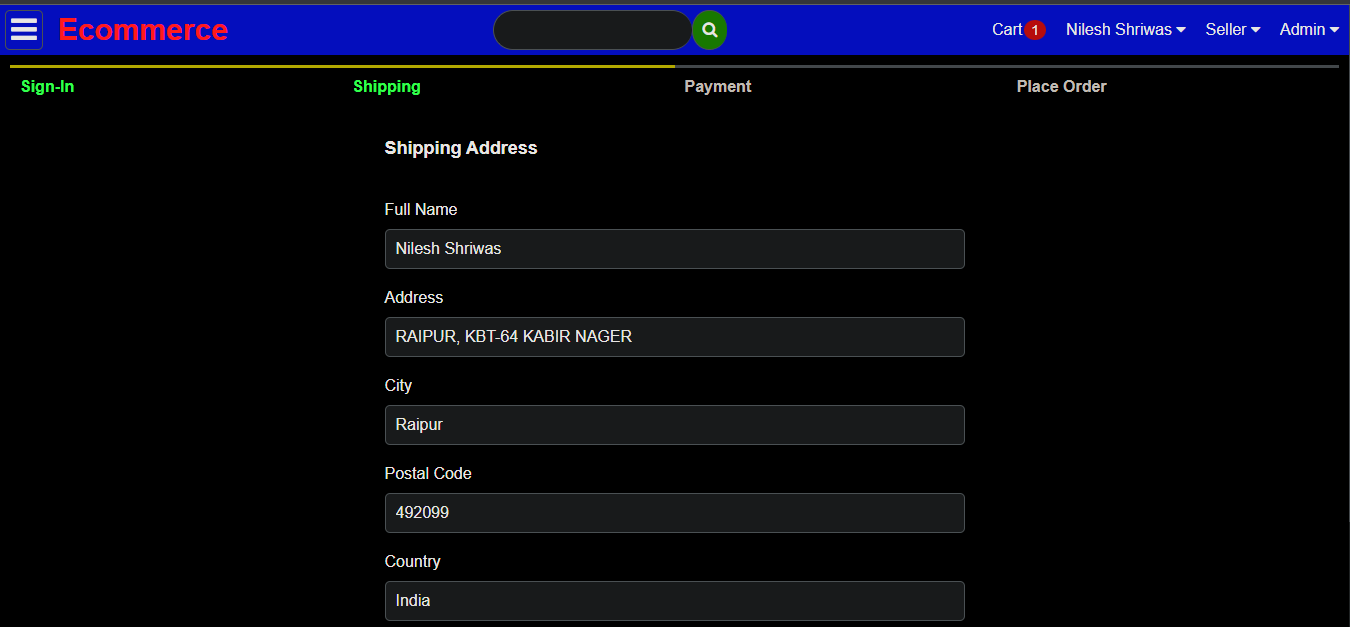 Ecommerce Cart 1 Nilesh Shriwas Seller Admin
Sign-In Shipping Payment Place Order
Shipping Address
Full Name
Nilesh Shriwas
Address
RAIPUR, KBT-64 KABIR NAGER
City
Raipur
Postal Code
492099
Country
India